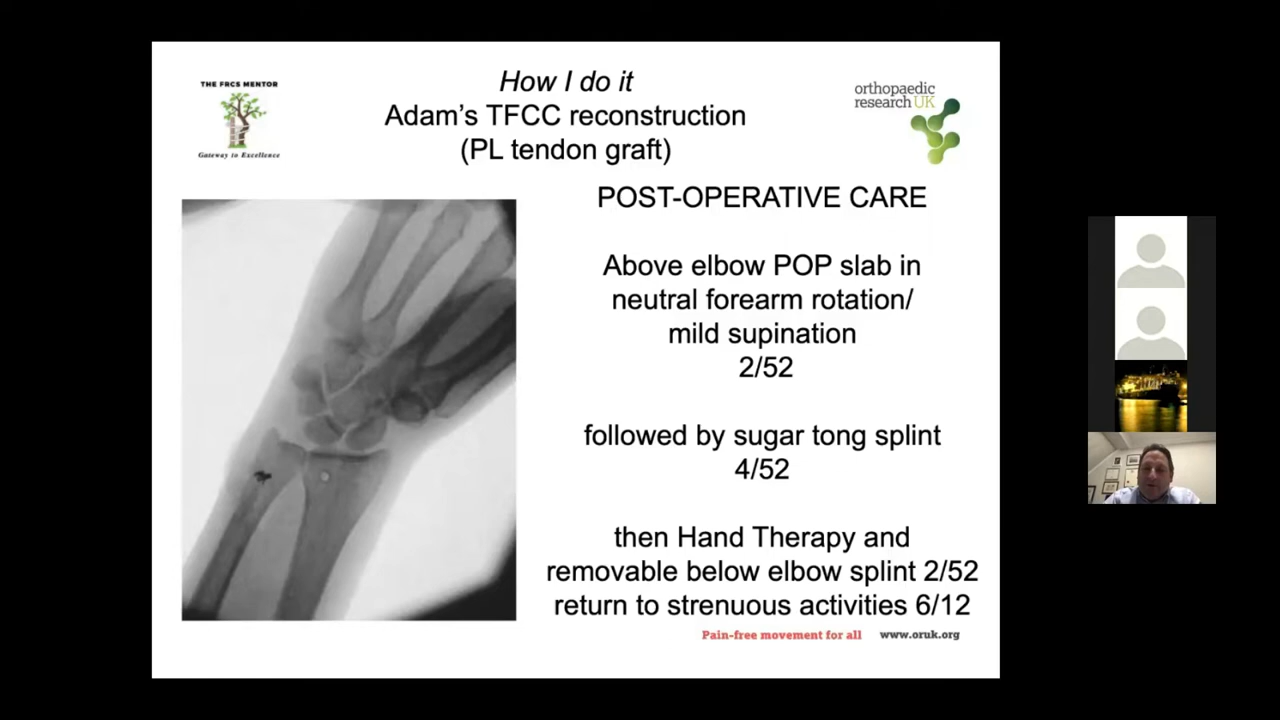 THE FRCS MENTOR
Gateway to Excellence
How I do it
Adam's TFCC reconstruction
(PL tendon graft)
orthopaedic
research UK
POST-OPERATIVE CARE
Above elbow POP slab in
neutral forearm rotation/
mild supination
2/52
followed by sugar tong splint
4/52
then Hand Therapy and
removable below elbow splint 2/52
return to strenuous activities 6/12
Pain-free movement for all www.oruk.org